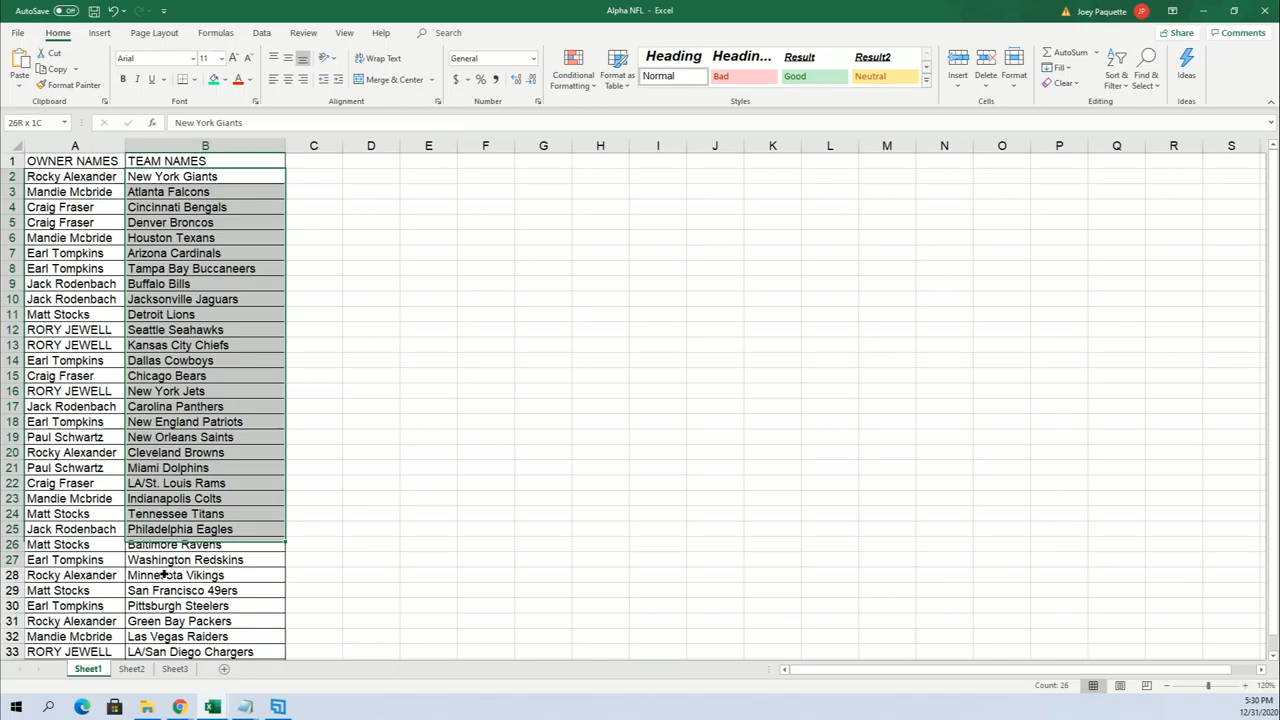 AutoSave Off Alpha NFL - Excel Joey Paquette JP
File Home Insert Page Layout Formulas Data Review View Help Search Share Comments
Paste Cut Copy Format Painter Clipboard
Arial 11 A A B I U A Font
Wrap Text Merge & Center Alignment
General $ % , Number
Conditional Formatting Format as Table
Heading Headin... Result Result2
Normal Bad Good Neutral
Styles
Insert Delete Format Cells
AutoSum Fill Clear Sort & Filter Find & Select Editing
Ideas Ideas
26R x 1C fx New York Giants
A B C D E F G H I J K L M N O P Q R S
1 OWNER NAMES TEAM NAMES
2 Rocky Alexander New York Giants
3 Mandie Mcbride Atlanta Falcons
4 Craig Fraser Cincinnati Bengals
5 Craig Fraser Denver Broncos
6 Mandie Mcbride Houston Texans
7 Earl Tompkins Arizona Cardinals
8 Earl Tompkins Tampa Bay Buccaneers
9 Jack Rodenbach Buffalo Bills
10 Jack Rodenbach Jacksonville Jaguars
11 Matt Stocks Detroit Lions
12 RORY JEWELL Seattle Seahawks
13 RORY JEWELL Kansas City Chiefs
14 Earl Tompkins Dallas Cowboys
15 Craig Fraser Chicago Bears
16 RORY JEWELL New York Jets
17 Jack Rodenbach Carolina Panthers
18 Earl Tompkins New England Patriots
19 Paul Schwartz New Orleans Saints
20 Rocky Alexander Cleveland Browns
21 Paul Schwartz Miami Dolphins
22 Craig Fraser LA/St. Louis Rams
23 Mandie Mcbride Indianapolis Colts
24 Matt Stocks Tennessee Titans
25 Jack Rodenbach Philadelphia Eagles
26 Matt Stocks Baltimore Ravens
27 Earl Tompkins Washington Redskins
28 Rocky Alexander Minnesota Vikings
29 Matt Stocks San Francisco 49ers
30 Earl Tompkins Pittsburgh Steelers
31 Rocky Alexander Green Bay Packers
32 Mandie Mcbride Las Vegas Raiders
33 RORY JEWELL LA/San Diego Chargers
Sheet1 Sheet2 Sheet3
Count: 26 120%
5:30 PM
12/31/2020